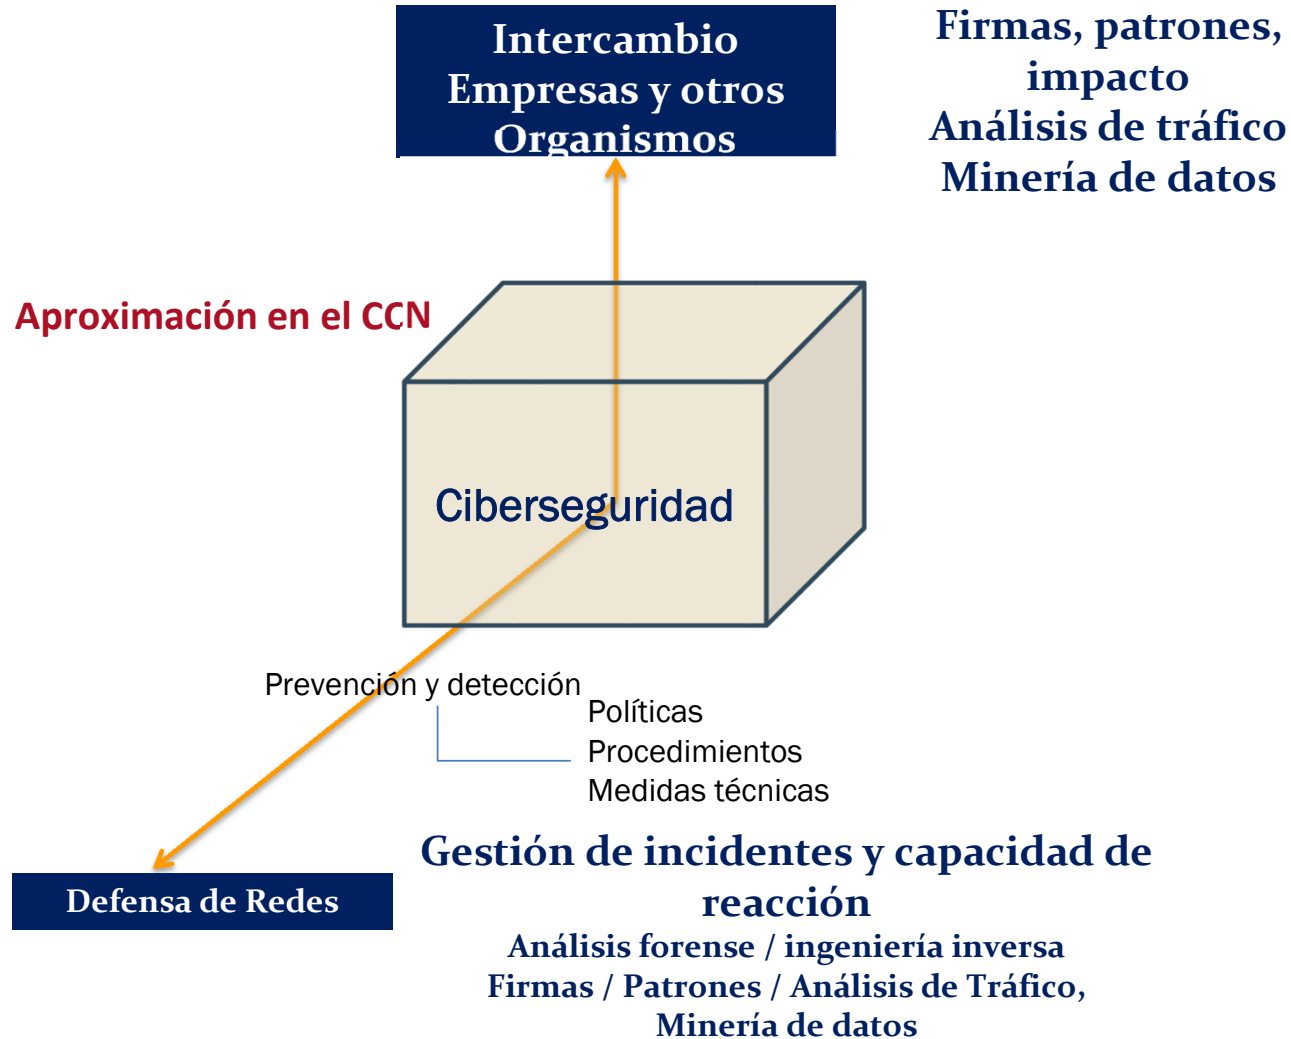 Intercambio
Empresas y otros
Organismos
Firmas, patrones,
impacto
Análisis de tráfico
Minería de datos
Aproximación en el CCN
Ciberseguridad
Prevención y detección
Políticas
Procedimientos
Medidas técnicas
Gestión de incidentes y capacidad de
reacción
Defensa de Redes
Análisis forense / ingeniería inversa
Firmas / Patrones / Análisis de Tráfico,
Minería de datos